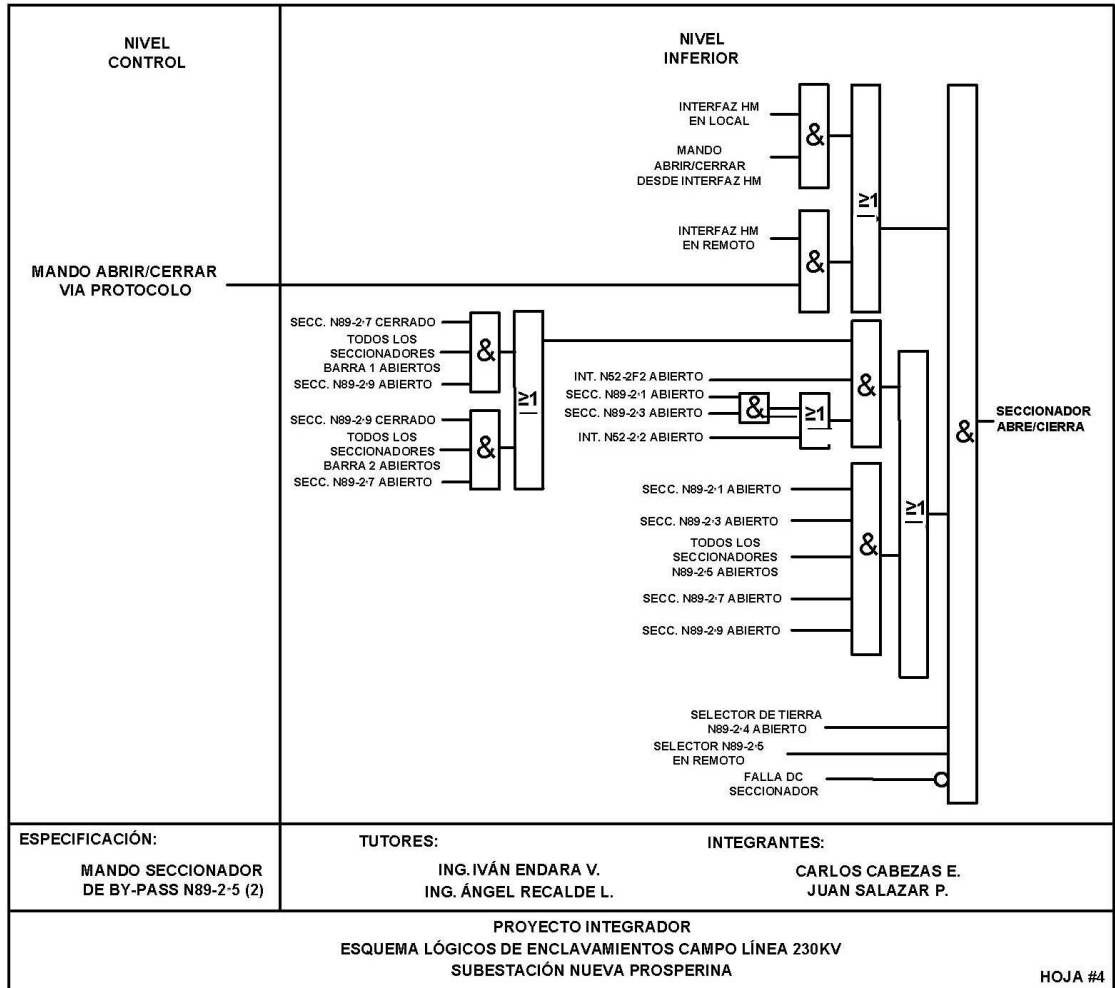 NIVEL
CONTROL
NIVEL
INFERIOR
INTERFAZ HM
EN LOCAL
&
MANDO
ABRIR/CERRAR
DESDE INTERFAZ HM
≥1
INTERFAZ HM
EN REMOTO
&
MANDO ABRIR/CERRAR
VIA PROTOCOLO
SECC. N89-2-7 CERRADO
TODOS LOS
SECCIONADORES
BARRA 1 ABIERTOS
SECC. N89-2-9 ABIERTO
&
≥1
SECC. N89-2-9 CERRADO
TODOS LOS
SECCIONADORES
BARRA 2 ABIERTOS
SECC. N89-2-7 ABIERTO
&
INT. N52-2F2 ABIERTO
SECC. N89-2-1 ABIERTO
SECC. N89-2-3 ABIERTO
&
≥1
INT. N52-2-2 ABIERTO
&
SECC. N89-2-1 ABIERTO
SECC. N89-2-3 ABIERTO
TODOS LOS
SECCIONADORES
N89-2-5 ABIERTOS
SECC. N89-2-7 ABIERTO
SECC. N89-2-9 ABIERTO
&
≥1
&
SECCIONADOR
ABRE/CIERRA
SELECTOR DE TIERRA
N89-2-4 ABIERTO
SELECTOR N89-2-5
EN REMOTO
FALLA DC
SECCIONADOR
ESPECIFICACIÓN:
MANDO SECCIONADOR
DE BY-PASS N89-2-5 (2)
TUTORES:
ING. IVÁN ENDARA V.
ING. ÁNGEL RECALDE L.
INTEGRANTES:
CARLOS CABEZAS E.
JUAN SALAZAR P.
PROYECTO INTEGRADOR
ESQUEMA LÓGICOS DE ENCLAVAMIENTOS CAMPO LÍNEA 230KV
SUBESTACIÓN NUEVA PROSPERINA
HOJA #4